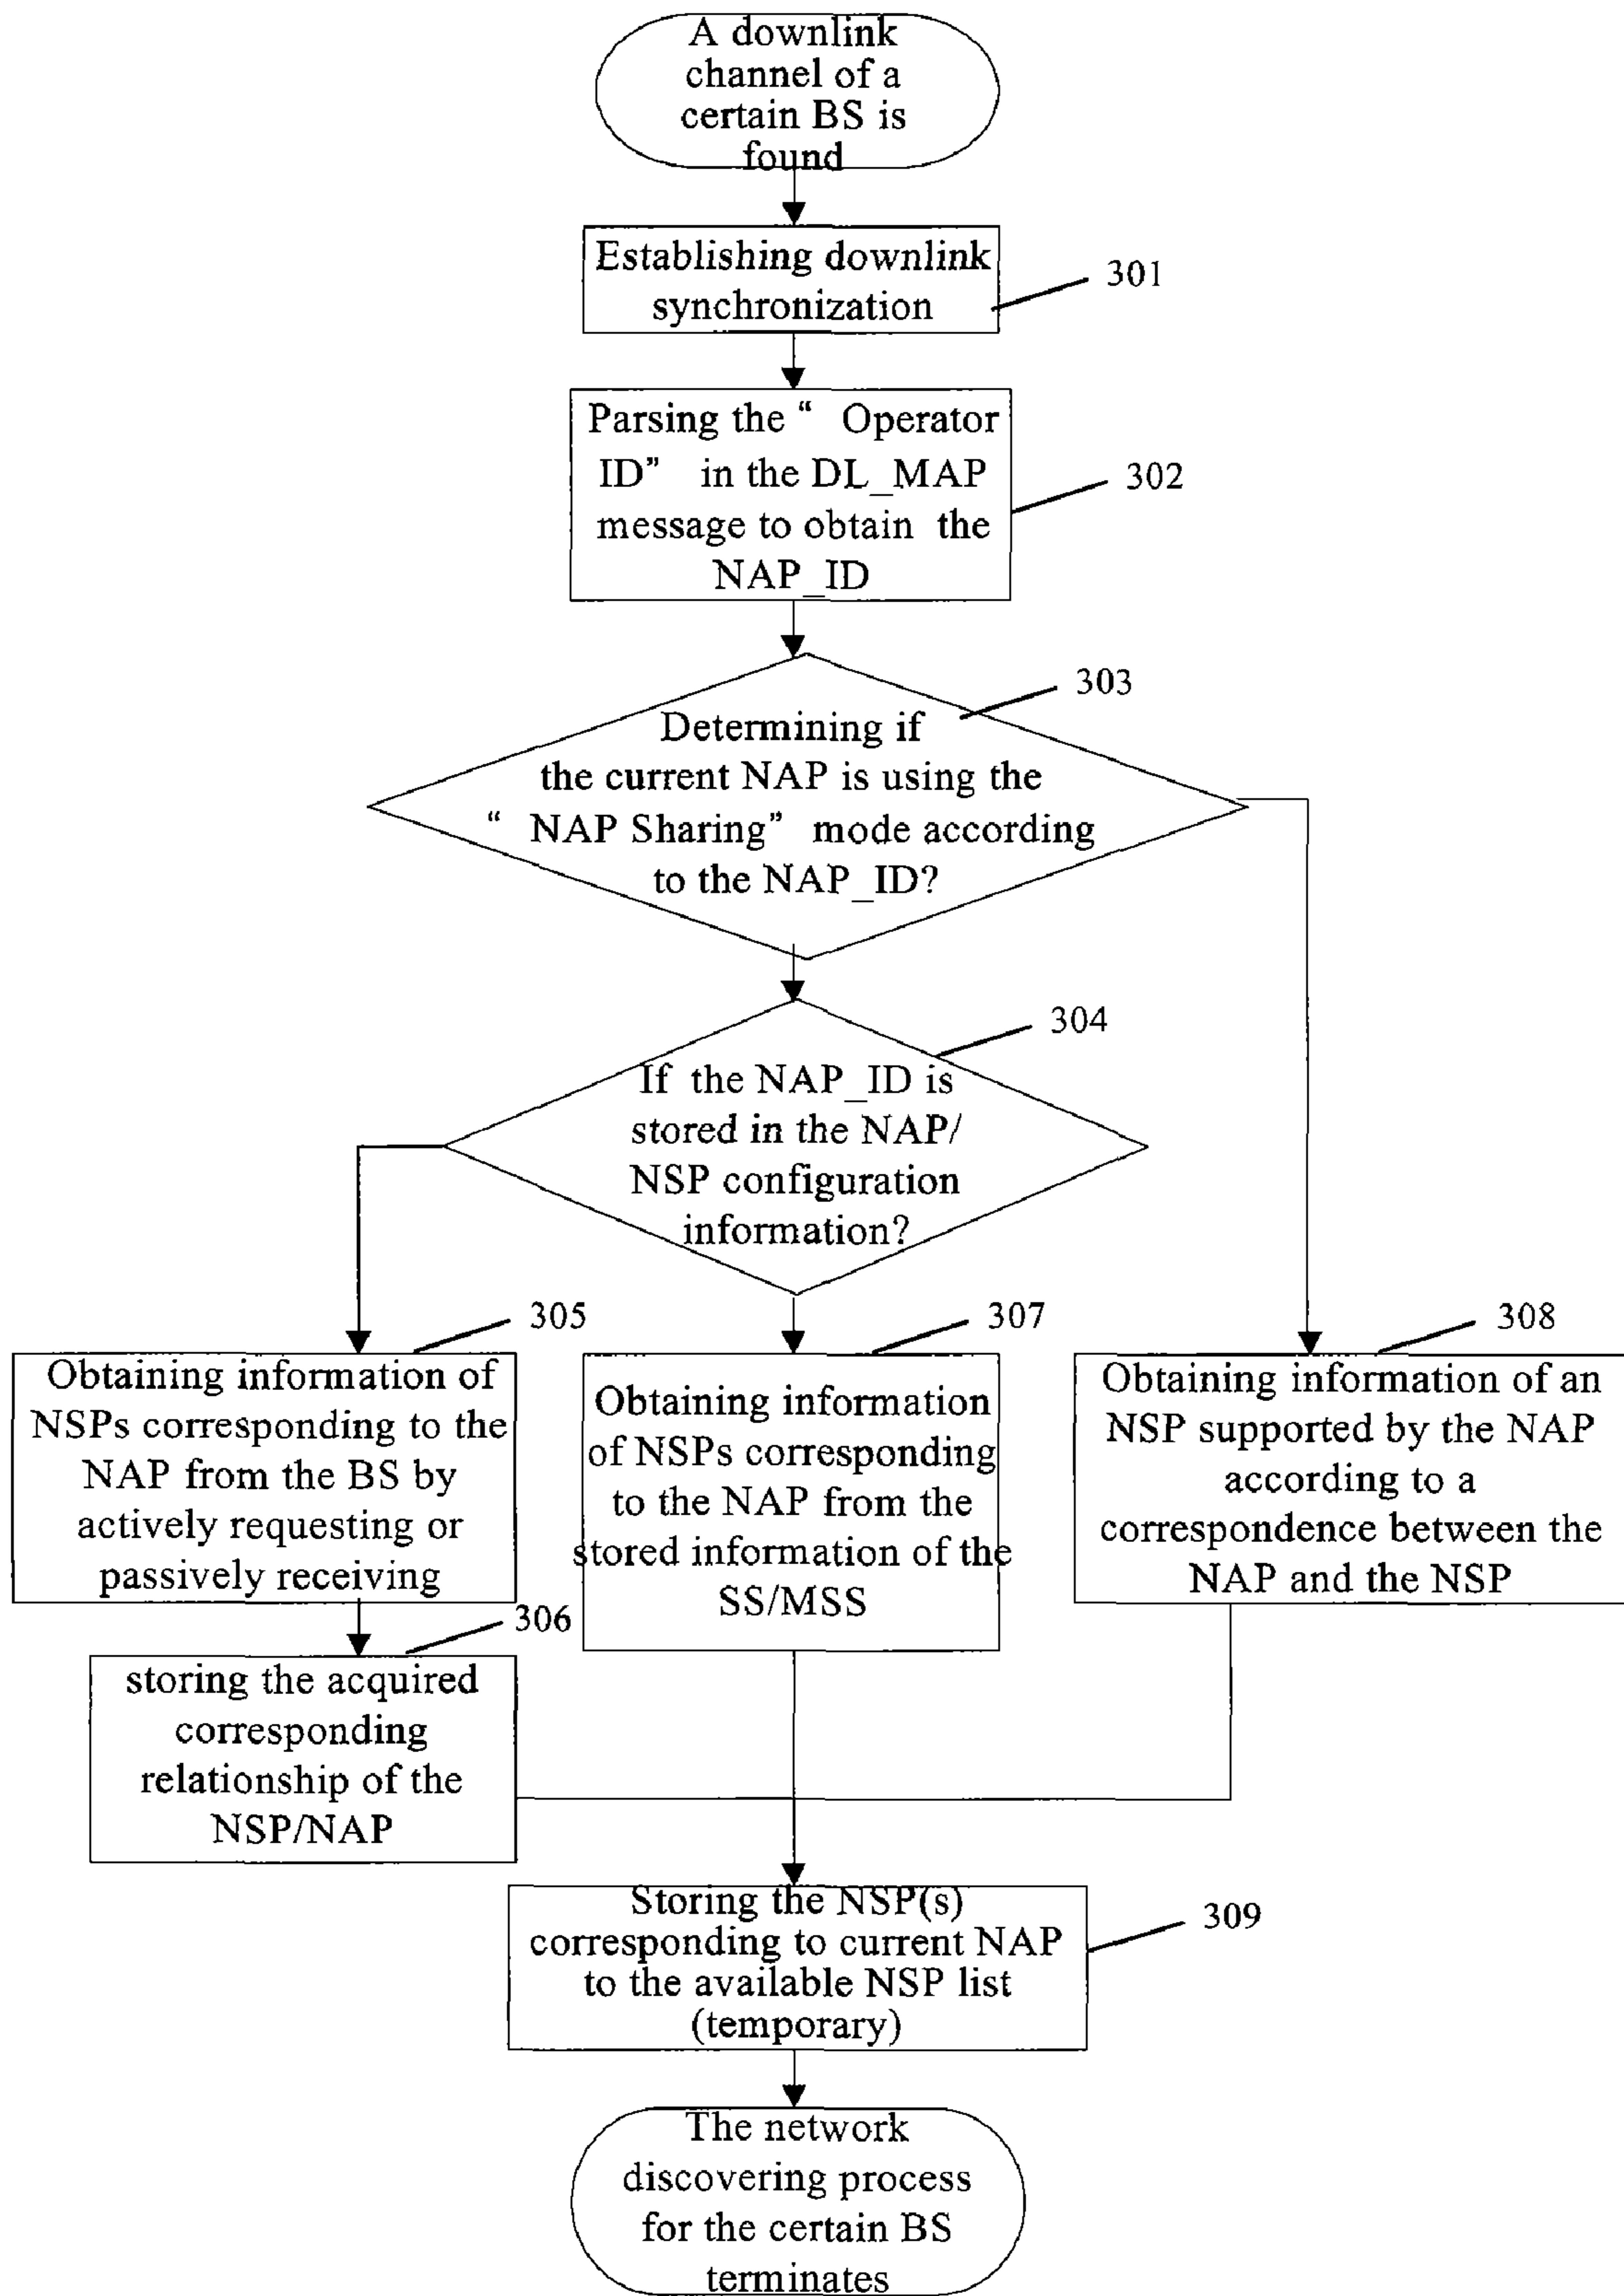 A downlink
channel of a
certain BS is
found
Establishing downlink
synchronization
301
Parsing the “ Operator
ID” in the DL_MAP
message to obtain the
NAP_ID
302
303
Determining if
the current NAP is using the
“ NAP Sharing” mode according
to the NAP_ID?
304
If the NAP_ID is
stored in the NAP/
NSP configuration
information?
305
Obtaining information of
NSPs corresponding to the
NAP from the BS by
actively requesting or
passively receiving
307
Obtaining information
of NSPs corresponding
to the NAP from the
stored information of the
SS/MSS
308
Obtaining information of an
NSP supported by the NAP
according to a
correspondence between the
NAP and the NSP
306
storing the acquired
corresponding
relationship of the
NSP/NAP
Storing the NSP(s)
corresponding to current NAP
to the available NSP list
(temporary)
309
The network
discovering process
for the certain BS
terminates